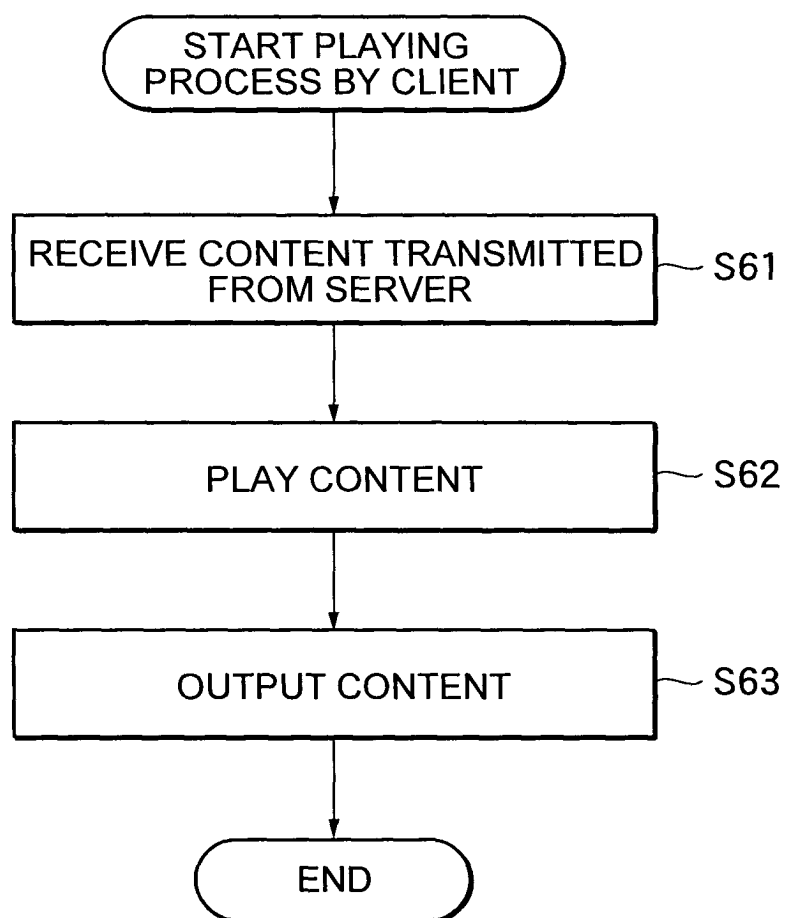 START PLAYING
PROCESS BY CLIENT
RECEIVE CONTENT TRANSMITTED
FROM SERVER
S61
PLAY CONTENT
S62
OUTPUT CONTENT
S63
END